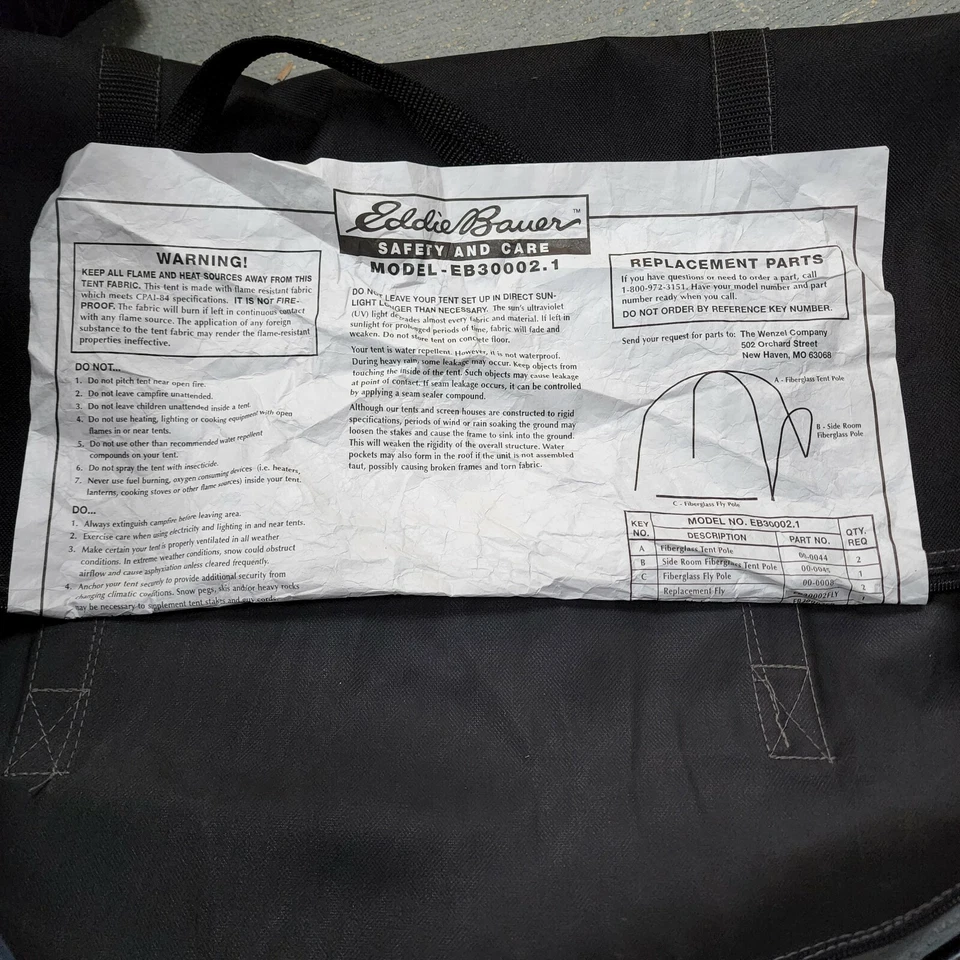 Eddie Bauer ™
SAFETY AND CARE
MODEL-EB30002.1
WARNING!
KEEP ALL FLAME AND HEAT SOURCES AWAY FROM THIS
TENT FABRIC. This tent is made with flame resistant fabric
which meets CPAI-84 specifications. IT IS NOT FIRE-
PROOF. The fabric will burn if left in continuous contact
with any flame source. The application of any foreign
substance to the tent fabric may render the flame-resistant
properties ineffective.
DO NOT...
1. Do not pitch tent near open fire.
2. Do not leave campfire unattended.
3. Do not leave children unattended inside a tent.
4. Do not use heating, lighting or cooking equipment with open
flames in or near tents.
5. Do not use other than recommended water repellent
compounds on your tent.
6. Do not spray the tent with insecticide.
7. Never use fuel burning, oxygen consuming devices (i.e. heaters,
lanterns, cooking stoves or other flame sources) inside your tent.
DO...
1. Always extinguish campfire before leaving area.
2. Exercise care when using electricity and lighting in and near tents.
3. Make certain your tent is properly ventilated in all weather
conditions. In extreme weather conditions, snow could obstruct
airflow and cause asphyxiation unless cleared frequently.
4. Anchor your tent securely to provide additional security from
changing climatic conditions. Snow pegs, skis and/or heavy rocks
may be necessary to supplement tent stakes and guy cords.
DO NOT LEAVE YOUR TENT SET UP IN DIRECT SUN-
LIGHT LONGER THAN NECESSARY. The sun's ultraviolet
(UV) light degrades almost every fabric and material. If left in
sunlight for prolonged periods of time, fabric will fade and
weaken. Do not store tent on concrete floor.
Your tent is water repellent. However, it is not waterproof.
During heavy rain, some leakage may occur. Keep objects from
touching the inside of the tent. Such objects may cause leakage
at point of contact. If seam leakage occurs, it can be controlled
by applying a seam sealer compound.
Although our tents and screen houses are constructed to rigid
specifications, periods of wind or rain soaking the ground may
loosen the stakes and cause the frame to sink into the ground.
This will weaken the rigidity of the overall structure. Water
pockets may also form in the roof if the unit is not assembled
taut, possibly causing broken frames and torn fabric.
REPLACEMENT PARTS
If you have questions or need to order a part, call
1-800-972-3151. Have your model number and part
number ready when you call.
DO NOT ORDER BY REFERENCE KEY NUMBER.
Send your request for parts to: The Wenzel Company
502 Orchard Street
New Haven, MO 63068
A - Fiberglass Tent Pole
B - Side Room
Fiberglass Pole
C - Fiberglass Fly Pole
KEY NO. MODEL NO. EB30002.1 QTY. REQ
DESCRIPTION PART NO.
A Fiberglass Tent Pole 00-0044 2
B Side Room Fiberglass Tent Pole 00-0045 1
C Fiberglass Fly Pole 00-0008 2
Replacement Fly EB30002FLY